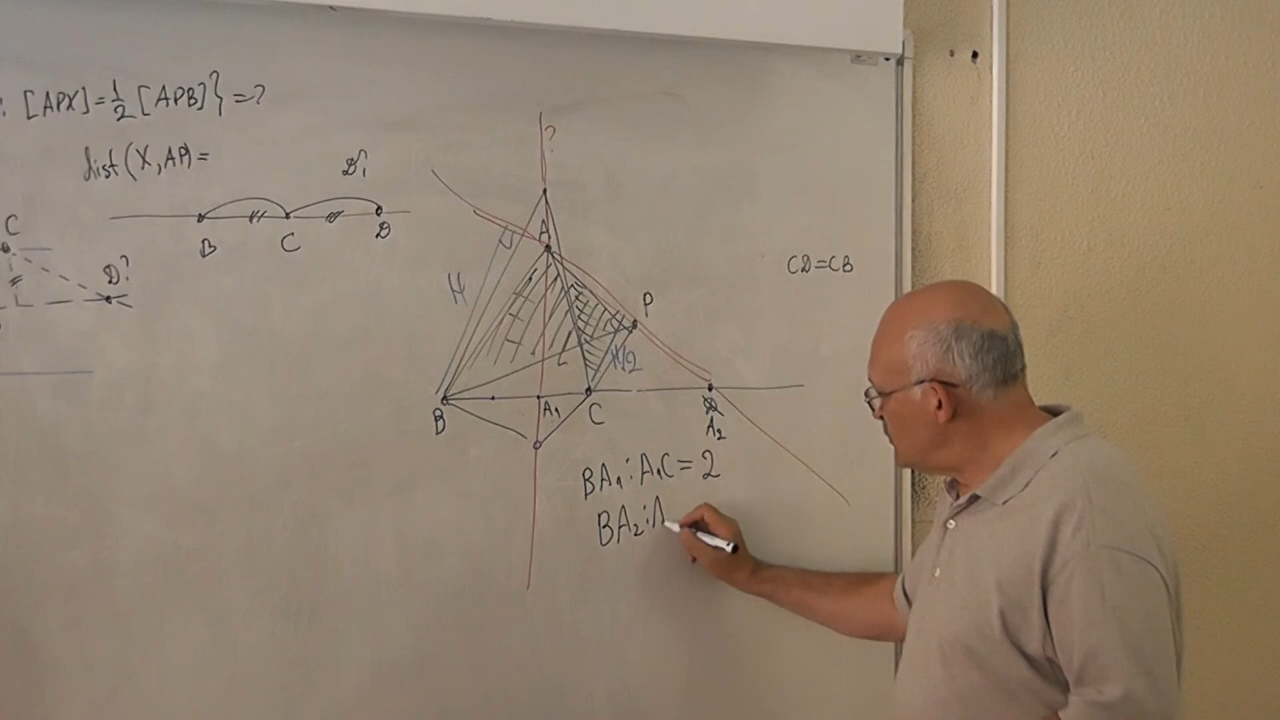 : [APX]=½[APB]}=?
dist(X,AP)=
D?
B C D
C
D?
?
A
H
P
H/2
CD=CB
B A₁ C
A₂
BA₁:A₁C=2
BA₂:A